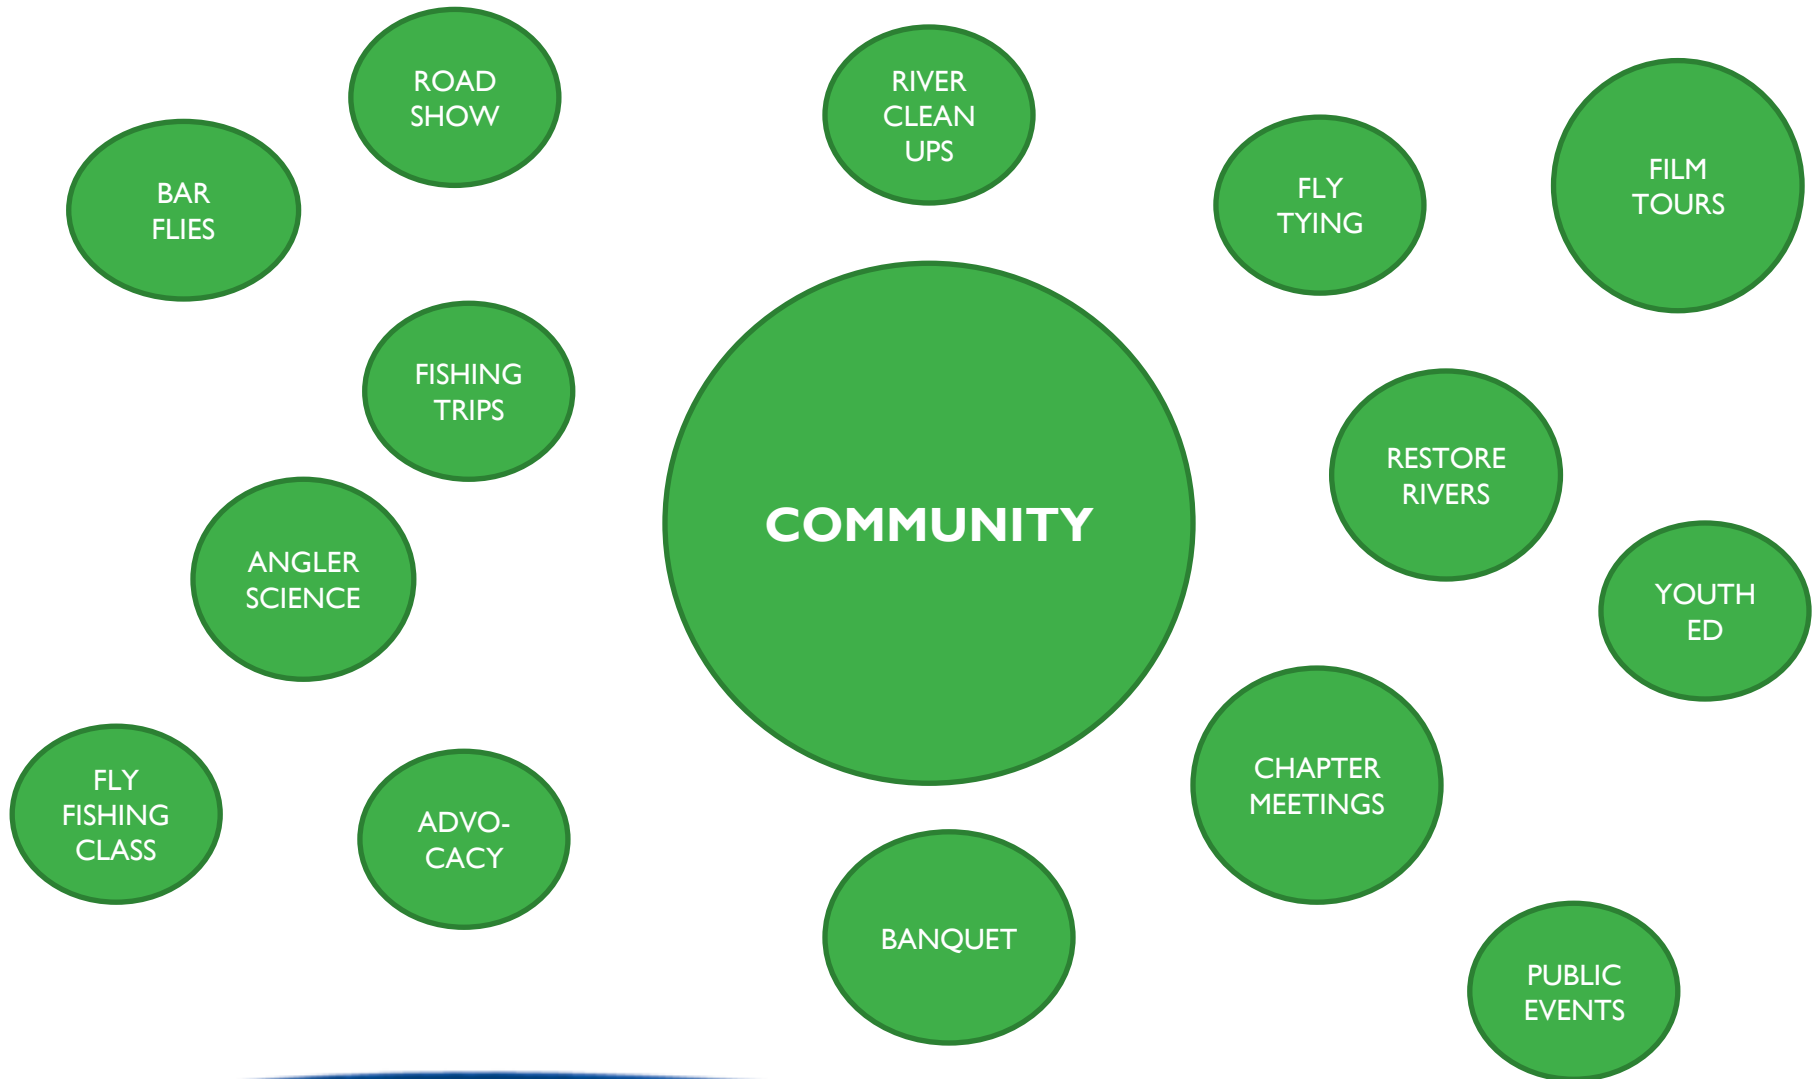 ROAD
SHOW
RIVER
CLEAN
UPS
BAR
FLIES
FLY
TYING
FILM
TOURS
FISHING
TRIPS
COMMUNITY
RESTORE
RIVERS
ANGLER
SCIENCE
YOUTH
ED
FLY
FISHING
CLASS
ADVO-
CACY
CHAPTER
MEETINGS
BANQUET
PUBLIC
EVENTS